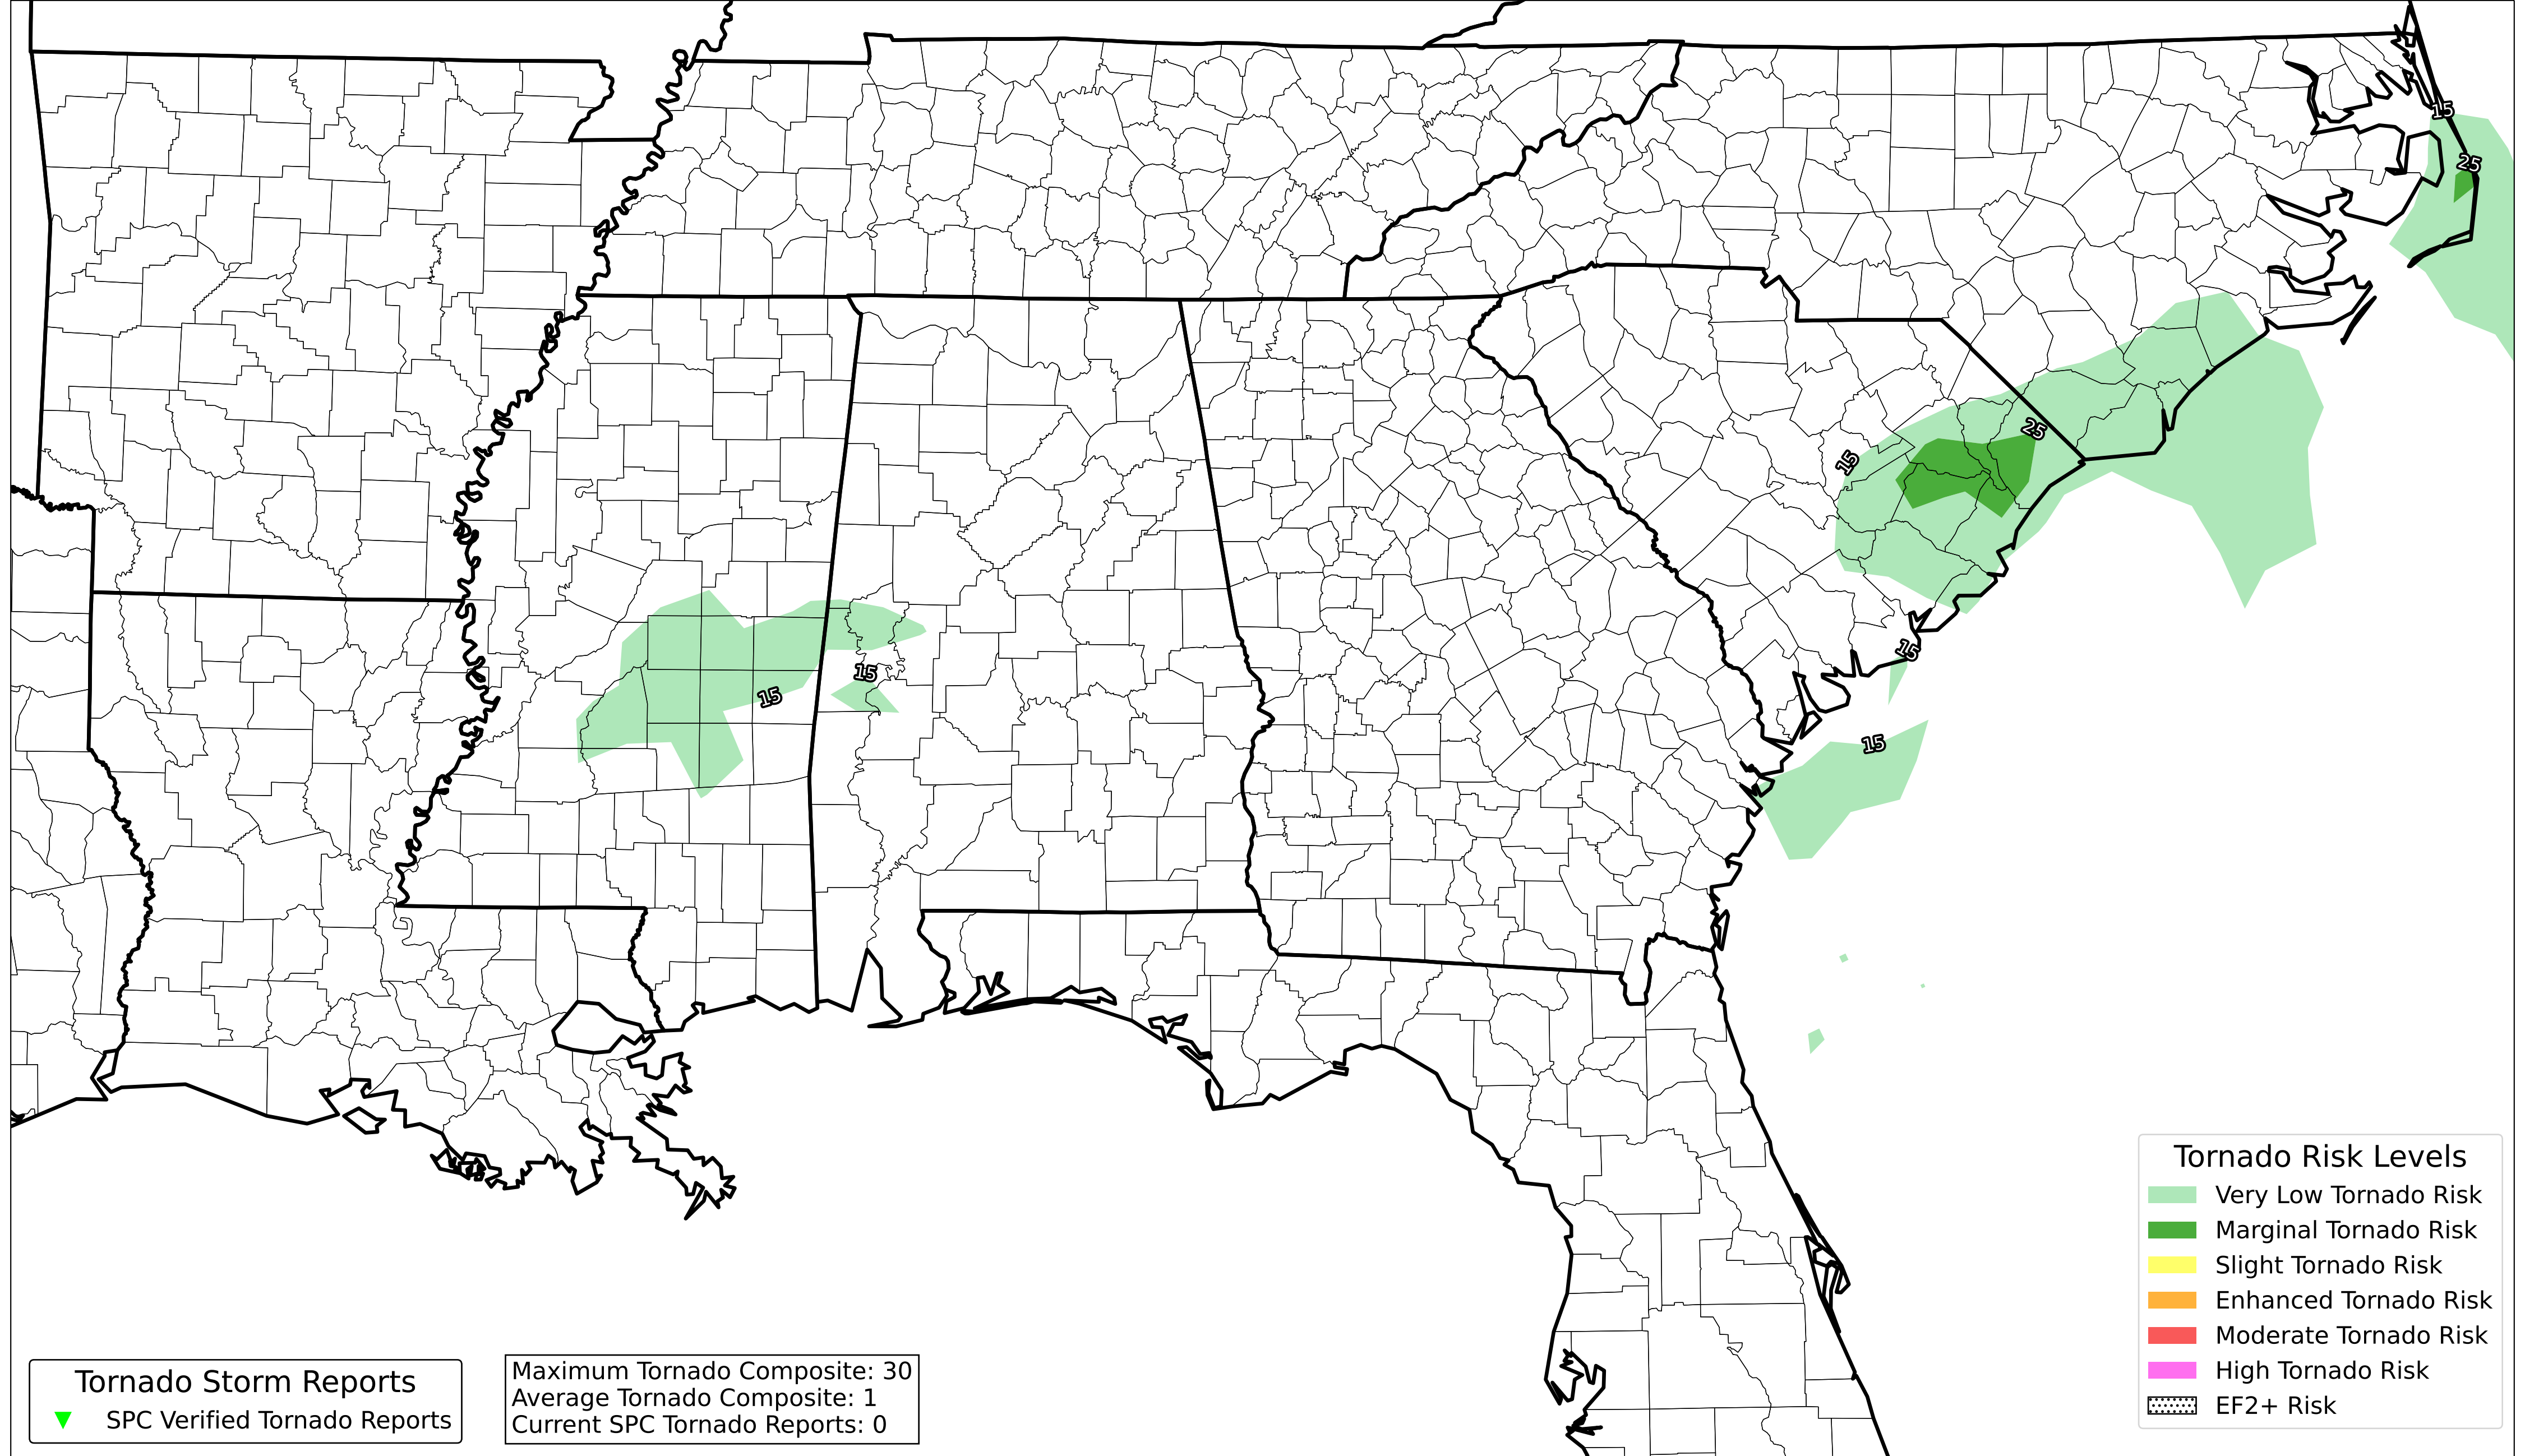 15
25
25
15
15
15
15
15
Tornado Risk Levels
Very Low Tornado Risk
Marginal Tornado Risk
Slight Tornado Risk
Enhanced Tornado Risk
Moderate Tornado Risk
High Tornado Risk
EF2+ Risk
Tornado Storm Reports
SPC Verified Tornado Reports
Maximum Tornado Composite: 30
Average Tornado Composite: 1
Current SPC Tornado Reports: 0